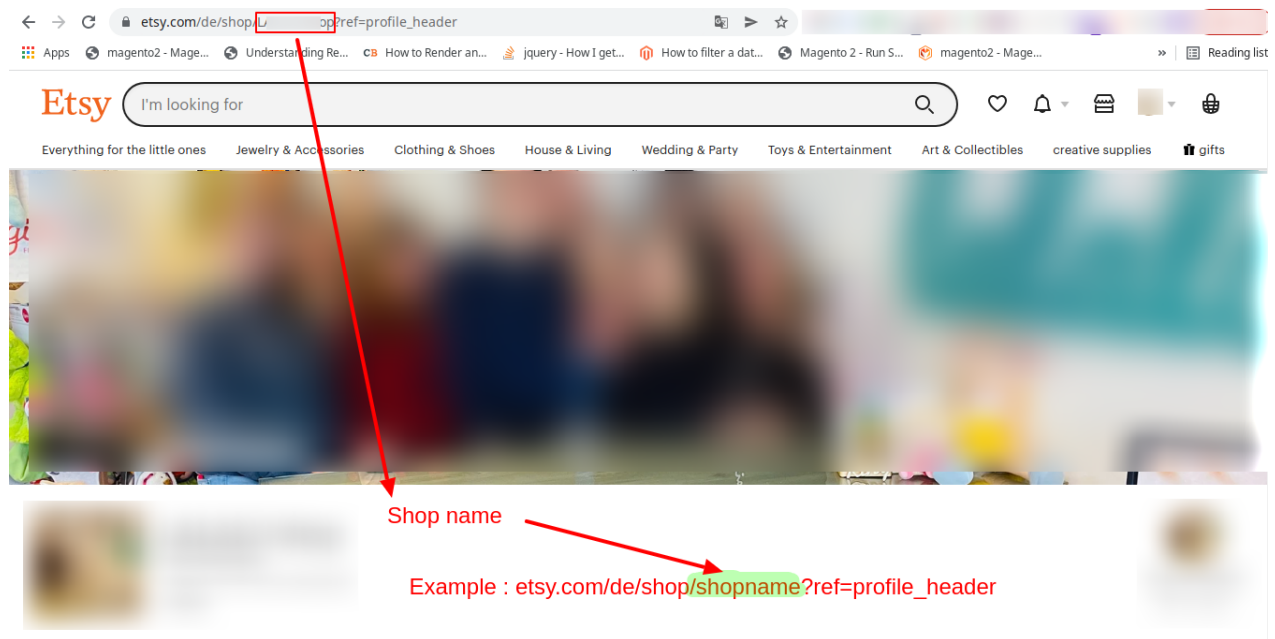 etsy.com/de/shop/L op?ref=profile_header
Apps magento2 - Mage... Understanding Re... CB How to Render an... jquery - How I get... How to filter a dat... Magento 2 - Run S... magento2 - Mage... » Reading list
Etsy I'm looking for
Everything for the little ones Jewelry & Accessories Clothing & Shoes House & Living Wedding & Party Toys & Entertainment Art & Collectibles creative supplies gifts
Shop name
Example : etsy.com/de/shop/shopname?ref=profile_header